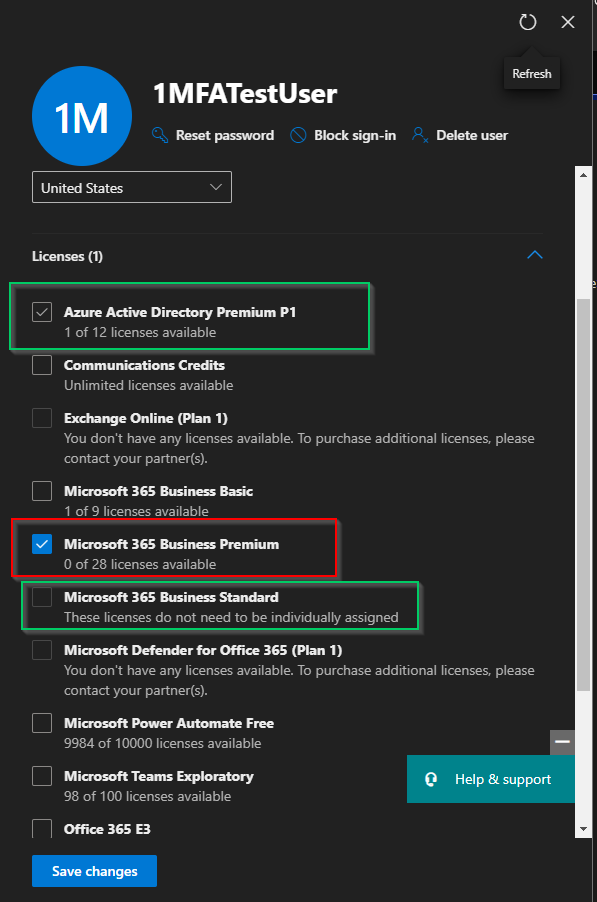 Refresh
1M
1MFATestUser
Reset password
Block sign-in
Delete user
United States
Licenses (1)
Azure Active Directory Premium P1
1 of 12 licenses available
Communications Credits
Unlimited licenses available
Exchange Online (Plan 1)
You don't have any licenses available. To purchase additional licenses, please
contact your partner(s).
Microsoft 365 Business Basic
1 of 9 licenses available
Microsoft 365 Business Premium
0 of 28 licenses available
Microsoft 365 Business Standard
These licenses do not need to be individually assigned
Microsoft Defender for Office 365 (Plan 1)
You don't have any licenses available. To purchase additional licenses, please
contact your partner(s).
Microsoft Power Automate Free
9984 of 10000 licenses available
Microsoft Teams Exploratory
98 of 100 licenses available
Help & support
Office 365 E3
Save changes